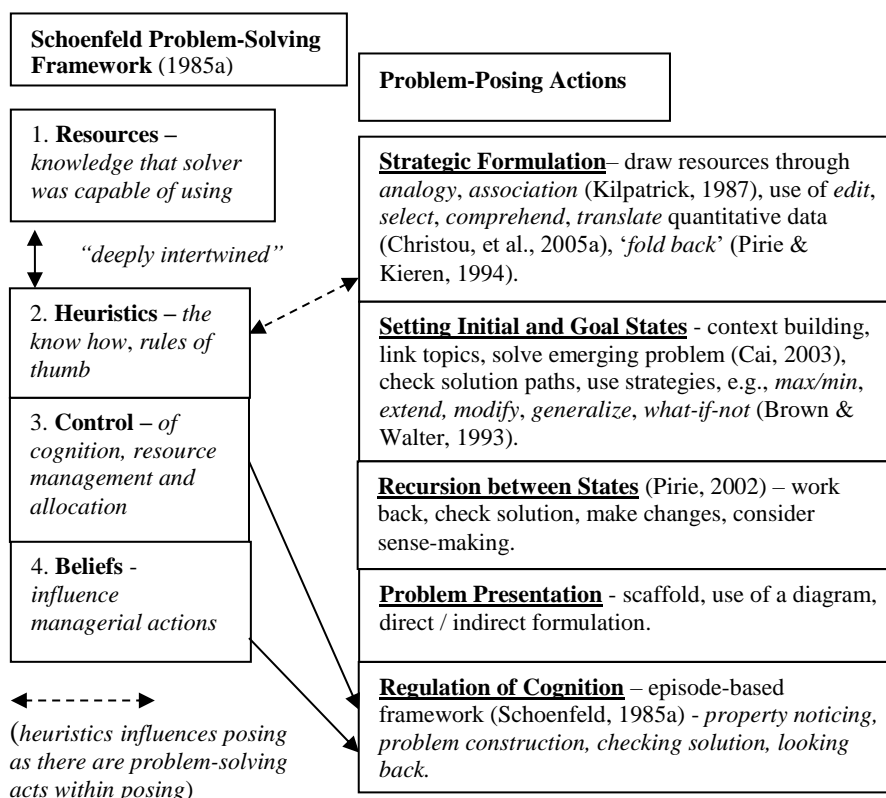 Schoenfeld Problem-Solving
Framework (1985a)
1. Resources –
knowledge that solver
was capable of using
“deeply intertwined”
2. Heuristics – the
know how, rules of
thumb
3. Control – of
cognition, resource
management and
allocation
4. Beliefs -
influence
managerial actions
(heuristics influences posing
as there are problem-solving
acts within posing)
Problem-Posing Actions
Strategic Formulation– draw resources through
analogy, association (Kilpatrick, 1987), use of edit,
select, comprehend, translate quantitative data
(Christou, et al., 2005a), ‘fold back’ (Pirie &
Kieren, 1994).
Setting Initial and Goal States - context building,
link topics, solve emerging problem (Cai, 2003),
check solution paths, use strategies, e.g., max/min,
extend, modify, generalize, what-if-not (Brown &
Walter, 1993).
Recursion between States (Pirie, 2002) – work
back, check solution, make changes, consider
sense-making.
Problem Presentation - scaffold, use of a diagram,
direct / indirect formulation.
Regulation of Cognition – episode-based
framework (Schoenfeld, 1985a) - property noticing,
problem construction, checking solution, looking
back.